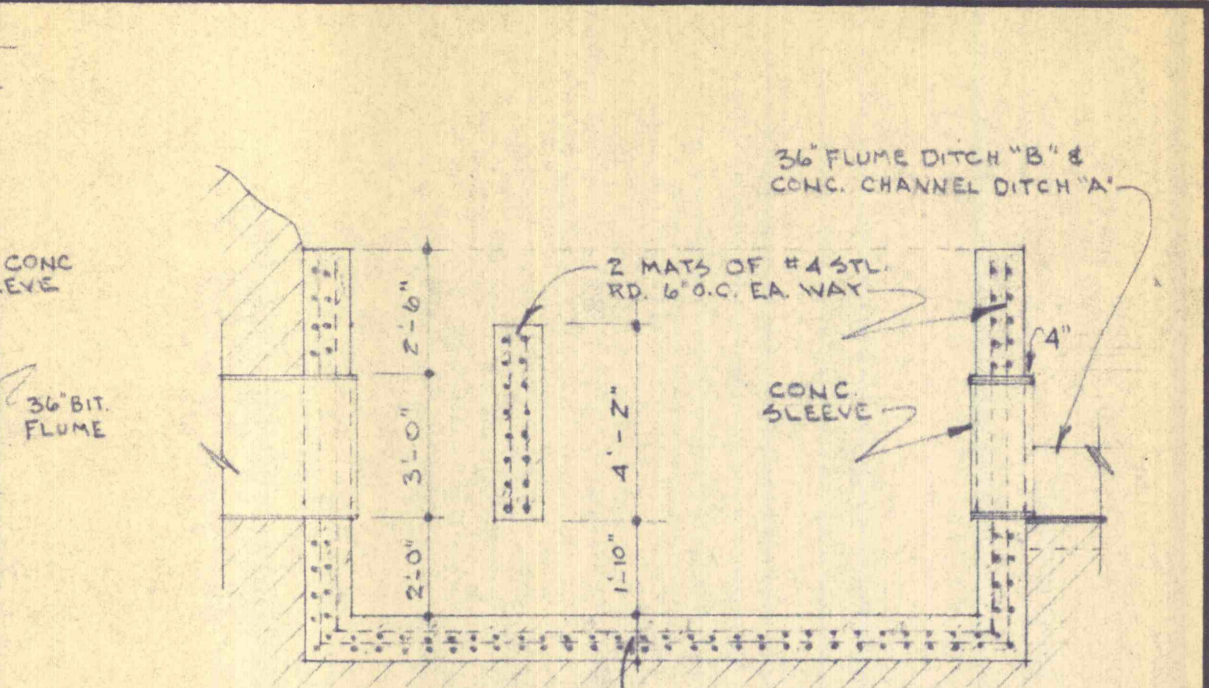 36" FLUME DITCH "B" &
CONC. CHANNEL DITCH "A"
CONC
EVE
2 MATS OF #4 STL.
RD. 6" O.C. EA. WAY
2'-6"
4"
36" BIT.
FLUME
3'-0"
4'-2"
CONC.
SLEEVE
2'-0"
1'-10"